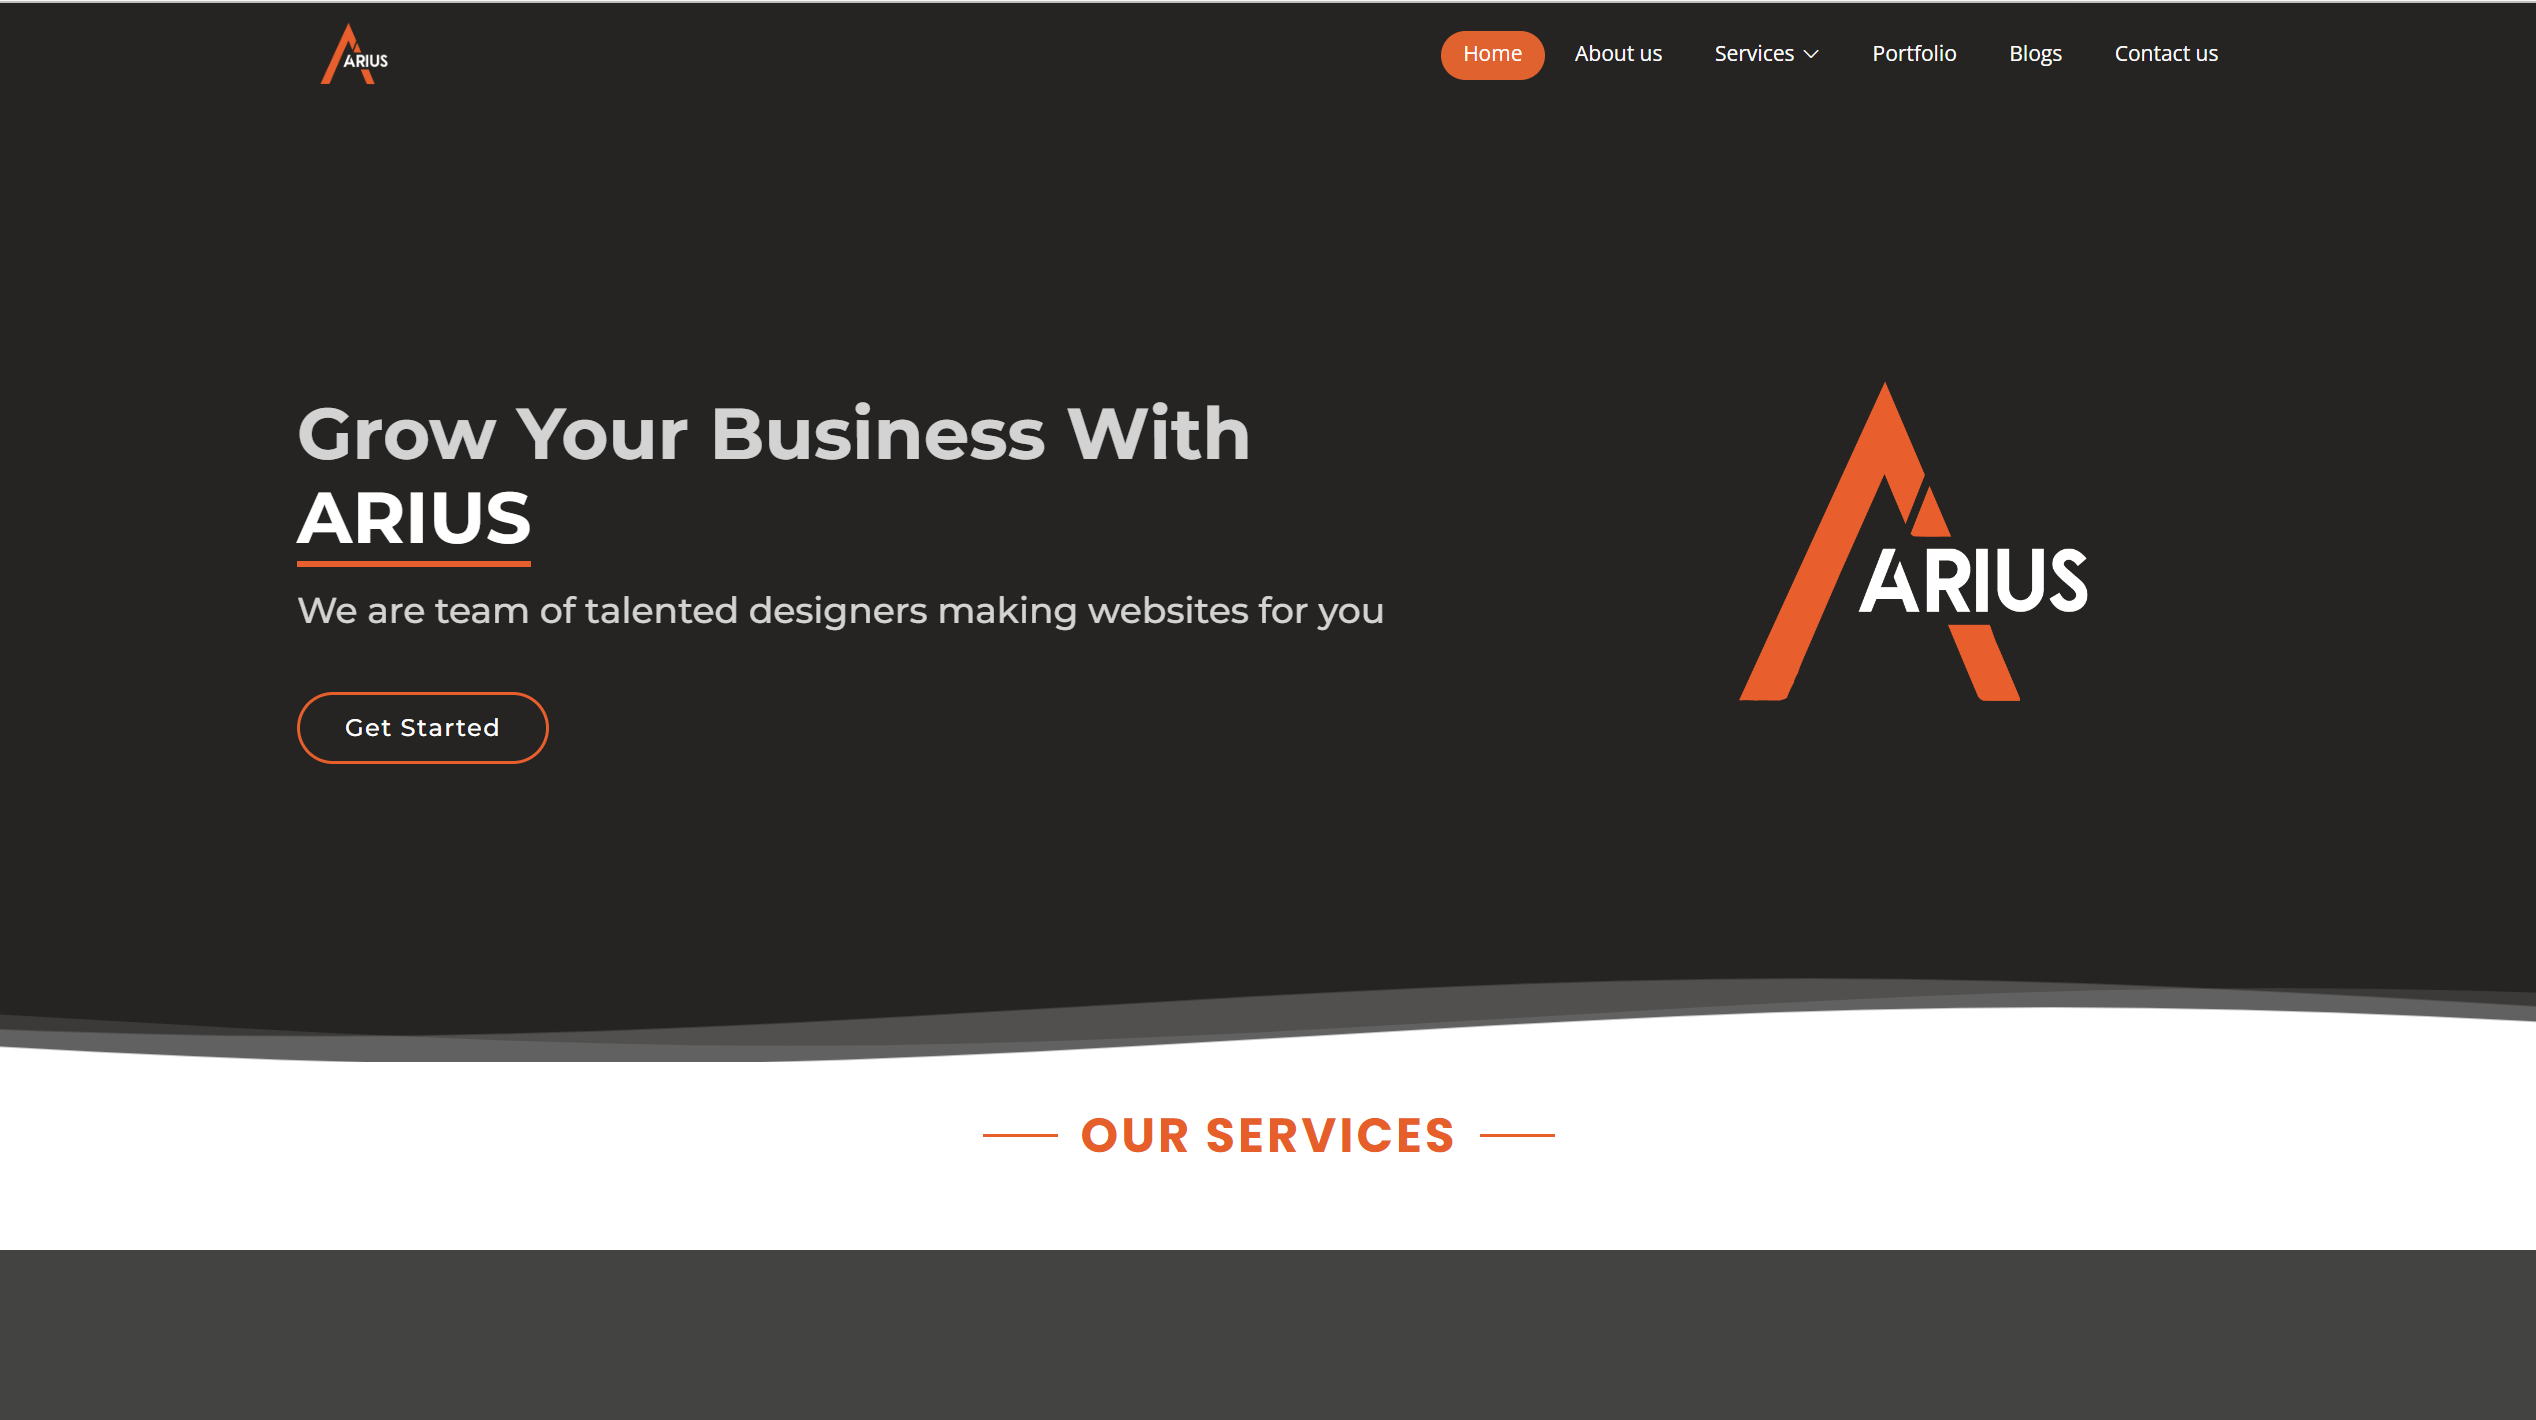 ARIUS
Home About us Services Portfolio Blogs Contact us
Grow Your Business With
ARIUS
We are team of talented designers making websites for you
Get Started
ARIUS
OUR SERVICES